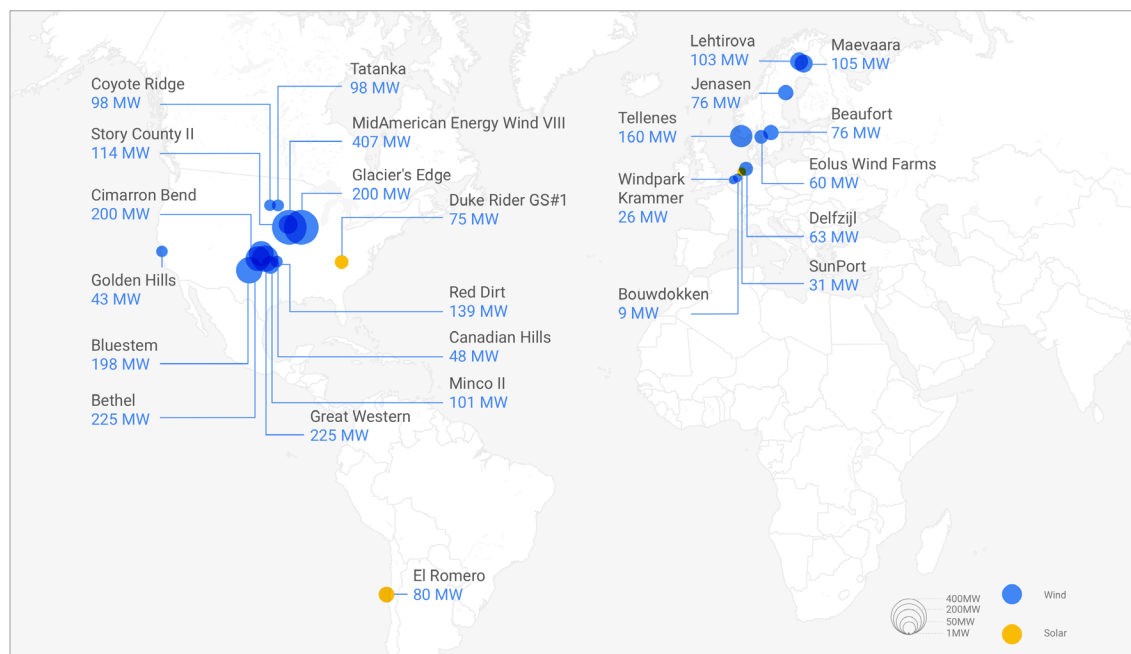 Coyote Ridge
98 MW
Story County II
114 MW
Cimarron Bend
200 MW
Golden Hills
43 MW
Bluestem
198 MW
Bethel
225 MW
Tatanka
98 MW
MidAmerican Energy Wind VIII
407 MW
Glacier's Edge
200 MW
Duke Rider GS#1
75 MW
Red Dirt
139 MW
Canadian Hills
48 MW
Minco II
101 MW
Great Western
225 MW
El Romero
80 MW
Lehtirova
103 MW
Maevaara
105 MW
Jenasen
76 MW
Tellenes
160 MW
Beaufort
76 MW
Eolus Wind Farms
60 MW
Windpark
Krammer
26 MW
Delfzijl
63 MW
SunPort
31 MW
Bouwdokken
9 MW
400MW
200MW
50MW
1MW
Wind
Solar